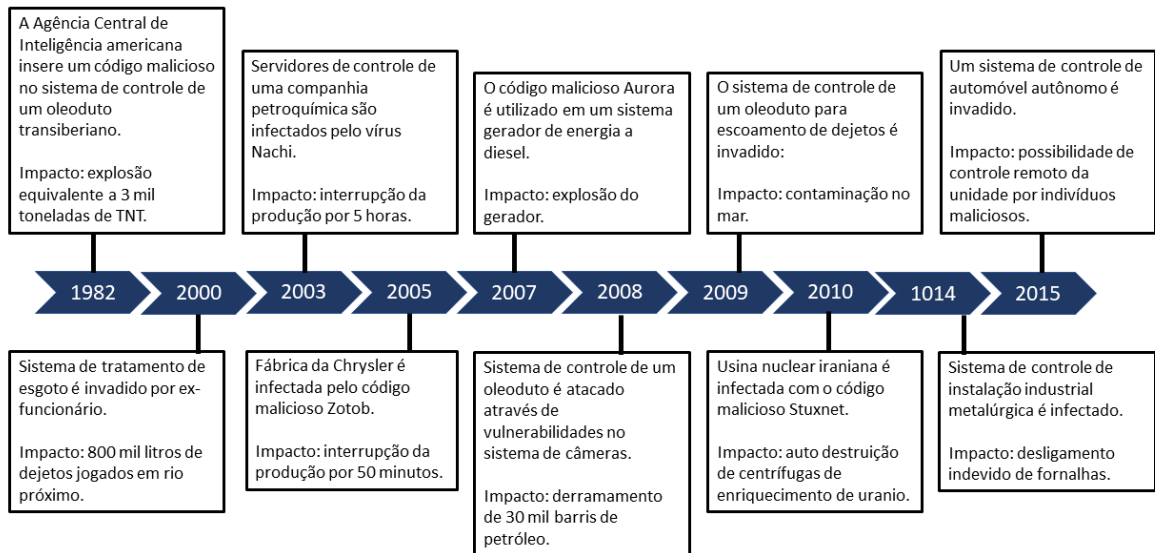 A Agência Central de
Inteligência americana
insere um código malicioso
no sistema de controle de
um oleoduto
transiberiano.
Impacto: explosão
equivalente a 3 mil
toneladas de TNT.
Servidores de controle de
uma companhia
petroquímica são
infectados pelo vírus
Nachi.
Impacto: interrupção da
produção por 5 horas.
O código malicioso Aurora
é utilizado em um sistema
gerador de energia a
diesel.
Impacto: explosão do
gerador.
O sistema de controle de
um oleoduto para
escoamento de dejetos é
invadido:
Impacto: contaminação no
mar.
Um sistema de controle de
automóvel autônomo é
invadido.
Impacto: possibilidade de
controle remoto da
unidade por indivíduos
maliciosos.
1982 2000 2003 2005 2007 2008 2009 2010 1014 2015
Sistema de tratamento de
esgoto é invadido por ex-
funcionário.
Impacto: 800 mil litros de
dejetos jogados em rio
próximo.
Fábrica da Chrysler é
infectada pelo código
malicioso Zotob.
Impacto: interrupção da
produção por 50 minutos.
Sistema de controle de um
oleoduto é atacado
através de
vulnerabilidades no
sistema de câmeras.
Impacto: derramamento
de 30 mil barris de
petróleo.
Usina nuclear iraniana é
infectada com o código
malicioso Stuxnet.
Impacto: auto destruição
de centrífugas de
enriquecimento de uranio.
Sistema de controle de
instalação industrial
metalúrgica é infectado.
Impacto: desligamento
indevido de fornalhas.